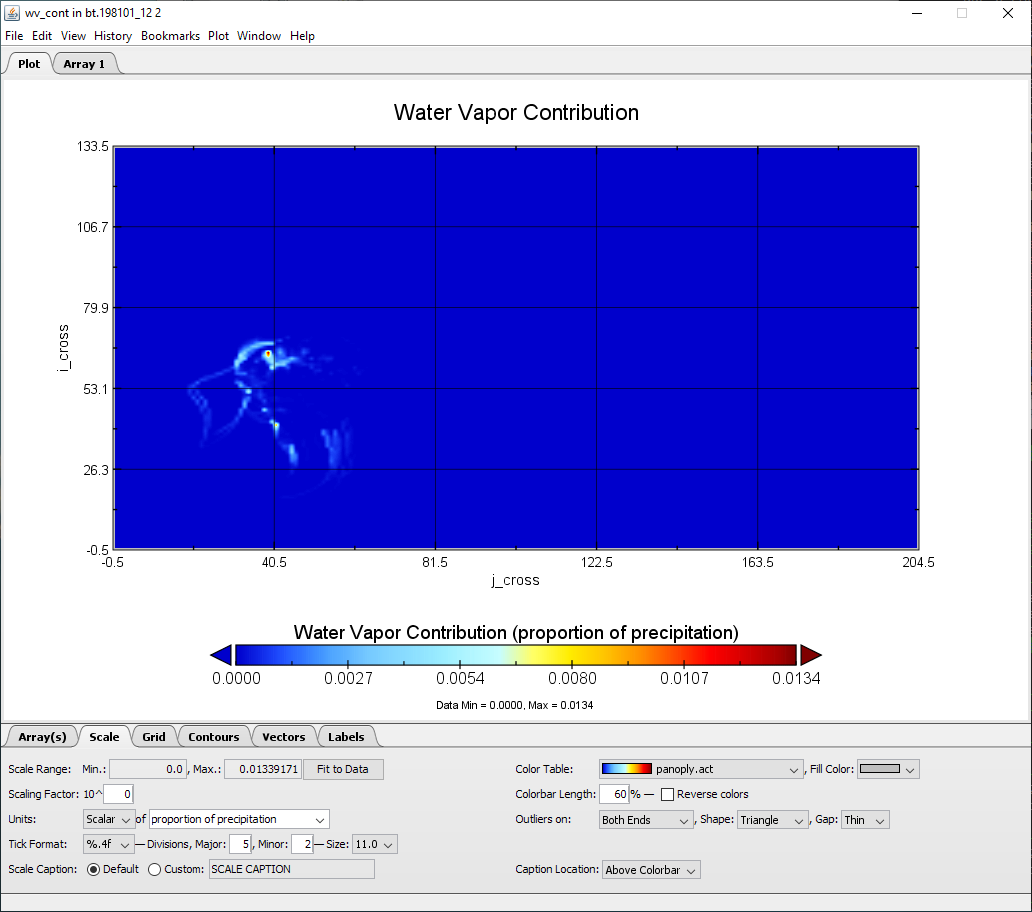 wv_cont in bt.198101_12 2
File Edit View History Bookmarks Plot Window Help
Plot Array 1
Water Vapor Contribution
133.5
106.7
79.9
i_cross
53.1
26.3
-0.5
-0.5 40.5 81.5 122.5 163.5 204.5
j_cross
Water Vapor Contribution (proportion of precipitation)
0.0000 0.0027 0.0054 0.0080 0.0107 0.0134
Data Min = 0.0000, Max = 0.0134
Array(s) Scale Grid Contours Vectors Labels
Scale Range: Min.: 0.0 , Max.: 0.01339171 Fit to Data Color Table: panoply.act , Fill Color:
Scaling Factor: 10^ 0 Colorbar Length: 60 % — Reverse colors
Units: Scalar of proportion of precipitation Outliers on: Both Ends , Shape: Triangle , Gap: Thin
Tick Format: %.4f — Divisions, Major: 5 , Minor: 2 — Size: 11.0
Scale Caption: Default Custom: SCALE CAPTION Caption Location: Above Colorbar